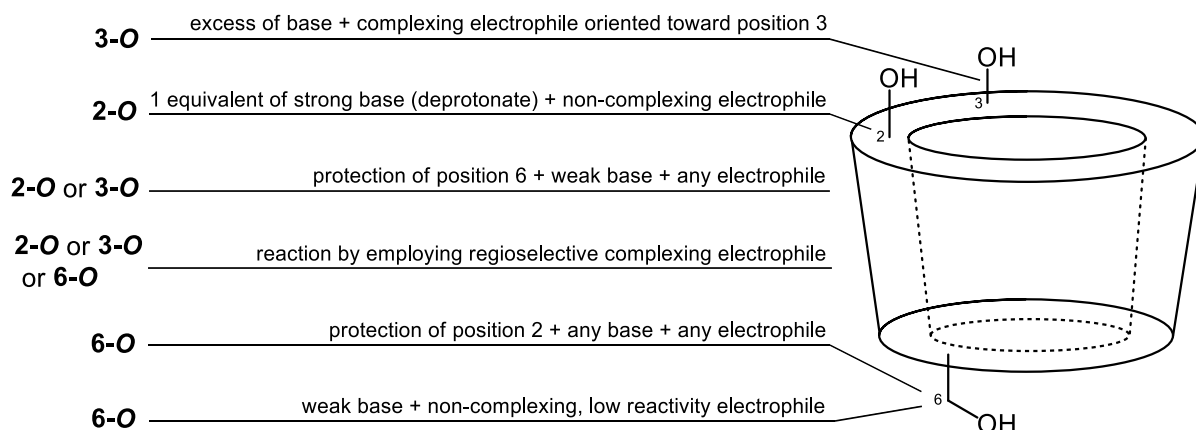 3-O excess of base + complexing electrophile oriented toward position 3
OH
OH
3
2
2-O 1 equivalent of strong base (deprotonate) + non-complexing electrophile
2-O or 3-O protection of position 6 + weak base + any electrophile
2-O or 3-O
or 6-O reaction by employing regioselective complexing electrophile
6-O protection of position 2 + any base + any electrophile
6-O weak base + non-complexing, low reactivity electrophile
6
OH